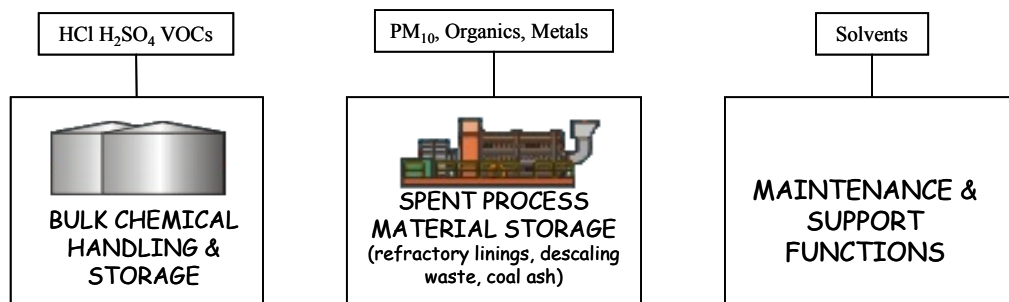 HCl H₂SO₄ VOCs
PM₁₀, Organics, Metals
Solvents
BULK CHEMICAL
HANDLING &
STORAGE
SPENT PROCESS
MATERIAL STORAGE
(refractory linings, descaling
waste, coal ash)
MAINTENANCE &
SUPPORT
FUNCTIONS